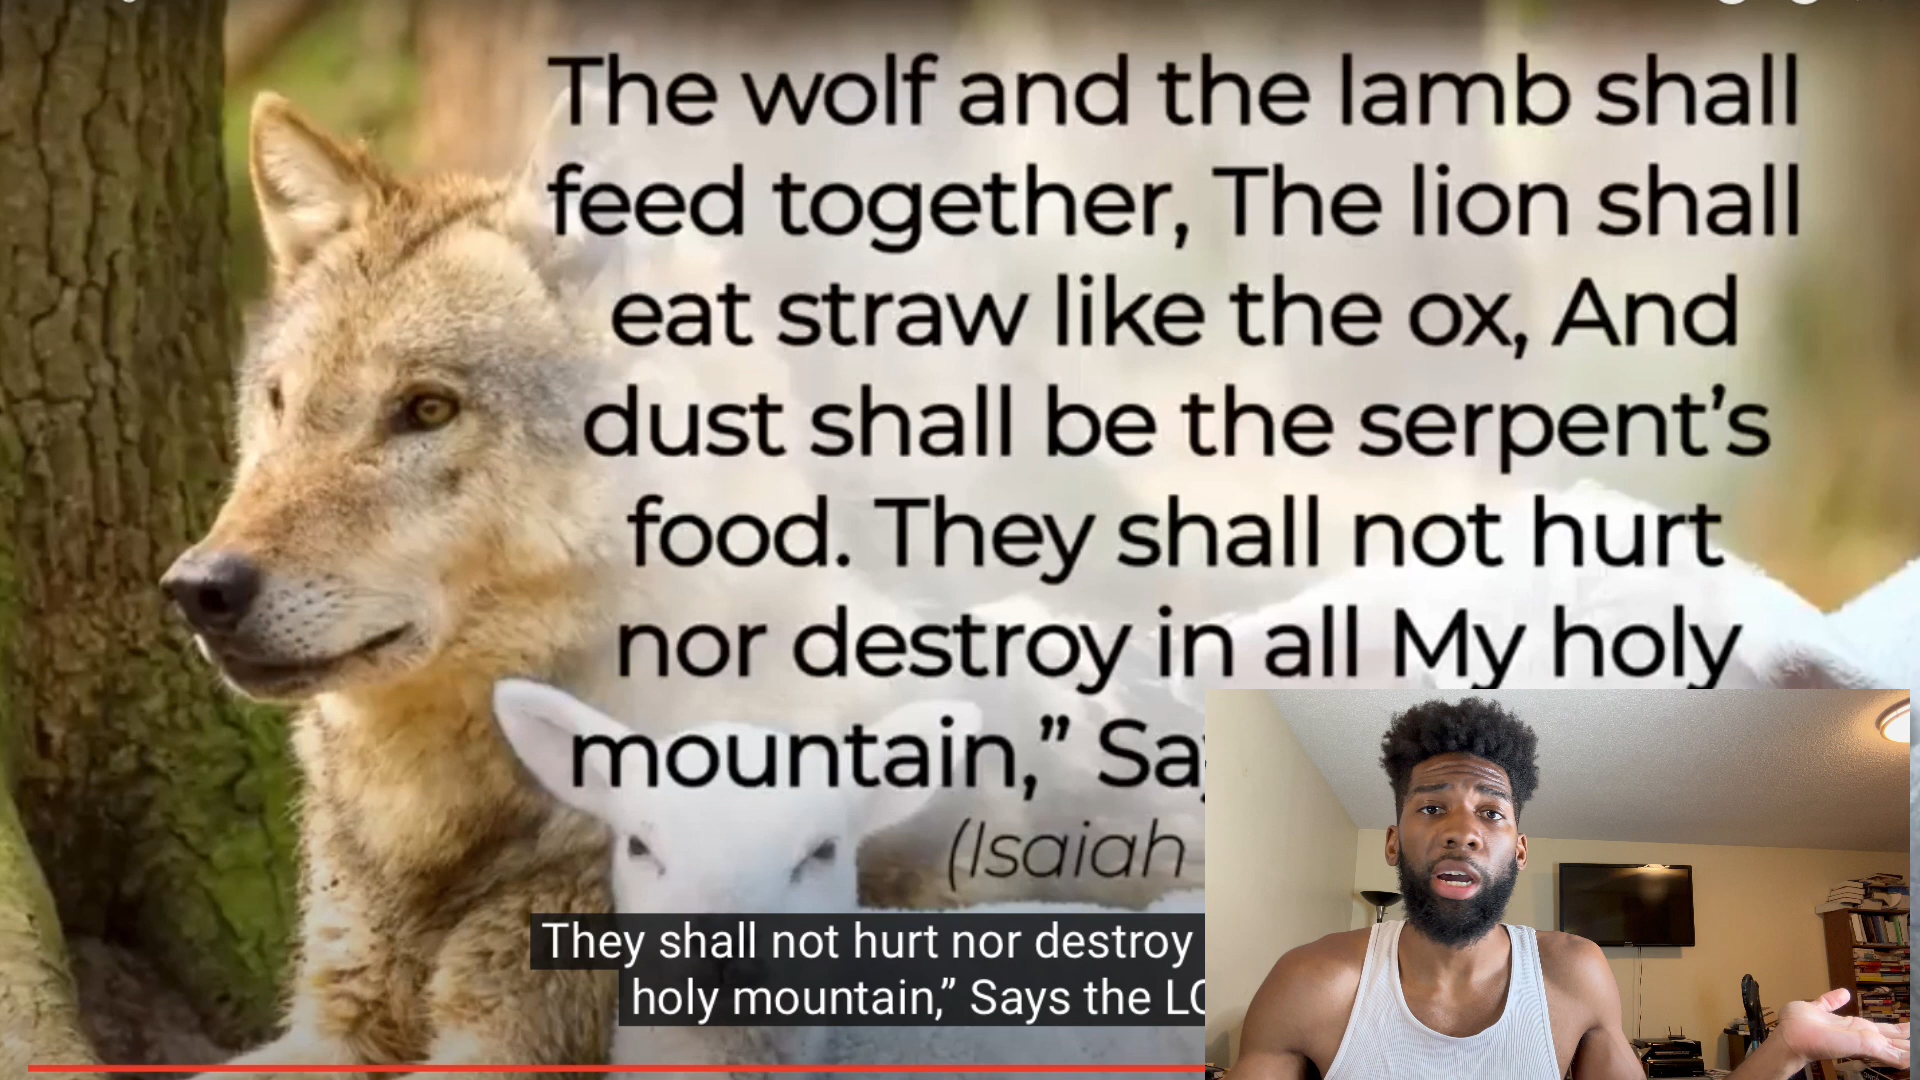 The wolf and the lamb shall
feed together, The lion shall
eat straw like the ox, And
dust shall be the serpent’s
food. They shall not hurt
nor destroy in all My holy
mountain,”
(Isaiah
They shall not hurt nor destroy
holy mountain,” Says the